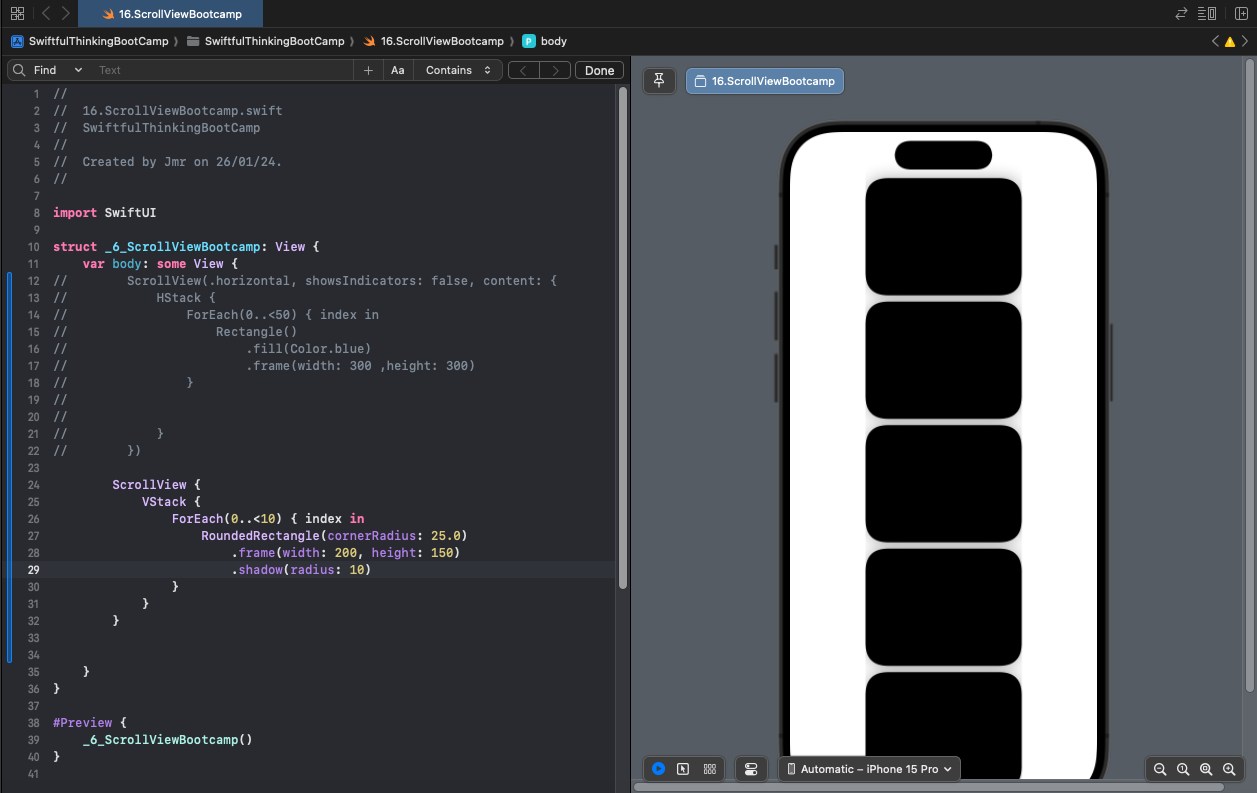 16.ScrollViewBootcamp
SwiftfulThinkingBootCamp ⟩ SwiftfulThinkingBootCamp ⟩ 16.ScrollViewBootcamp ⟩ P body
Find Text + Aa Contains Done
1 //
2 //  16.ScrollViewBootcamp.swift
3 //  SwiftfulThinkingBootCamp
4 //
5 //  Created by Jmr on 26/01/24.
6 //
7
8 import SwiftUI
9
10 struct _6_ScrollViewBootcamp: View {
11     var body: some View {
12 //        ScrollView(.horizontal, showsIndicators: false, content: {
13 //            HStack {
14 //                ForEach(0..<50) { index in
15 //                    Rectangle()
16 //                        .fill(Color.blue)
17 //                        .frame(width: 300 ,height: 300)
18 //                }
19 //
20 //
21 //            }
22 //        })
23
24         ScrollView {
25             VStack {
26                 ForEach(0..<10) { index in
27                     RoundedRectangle(cornerRadius: 25.0)
28                         .frame(width: 200, height: 150)
29                         .shadow(radius: 10)
30                 }
31             }
32         }
33
34
35     }
36 }
37
38 #Preview {
39     _6_ScrollViewBootcamp()
40 }
41
16.ScrollViewBootcamp
Automatic – iPhone 15 Pro